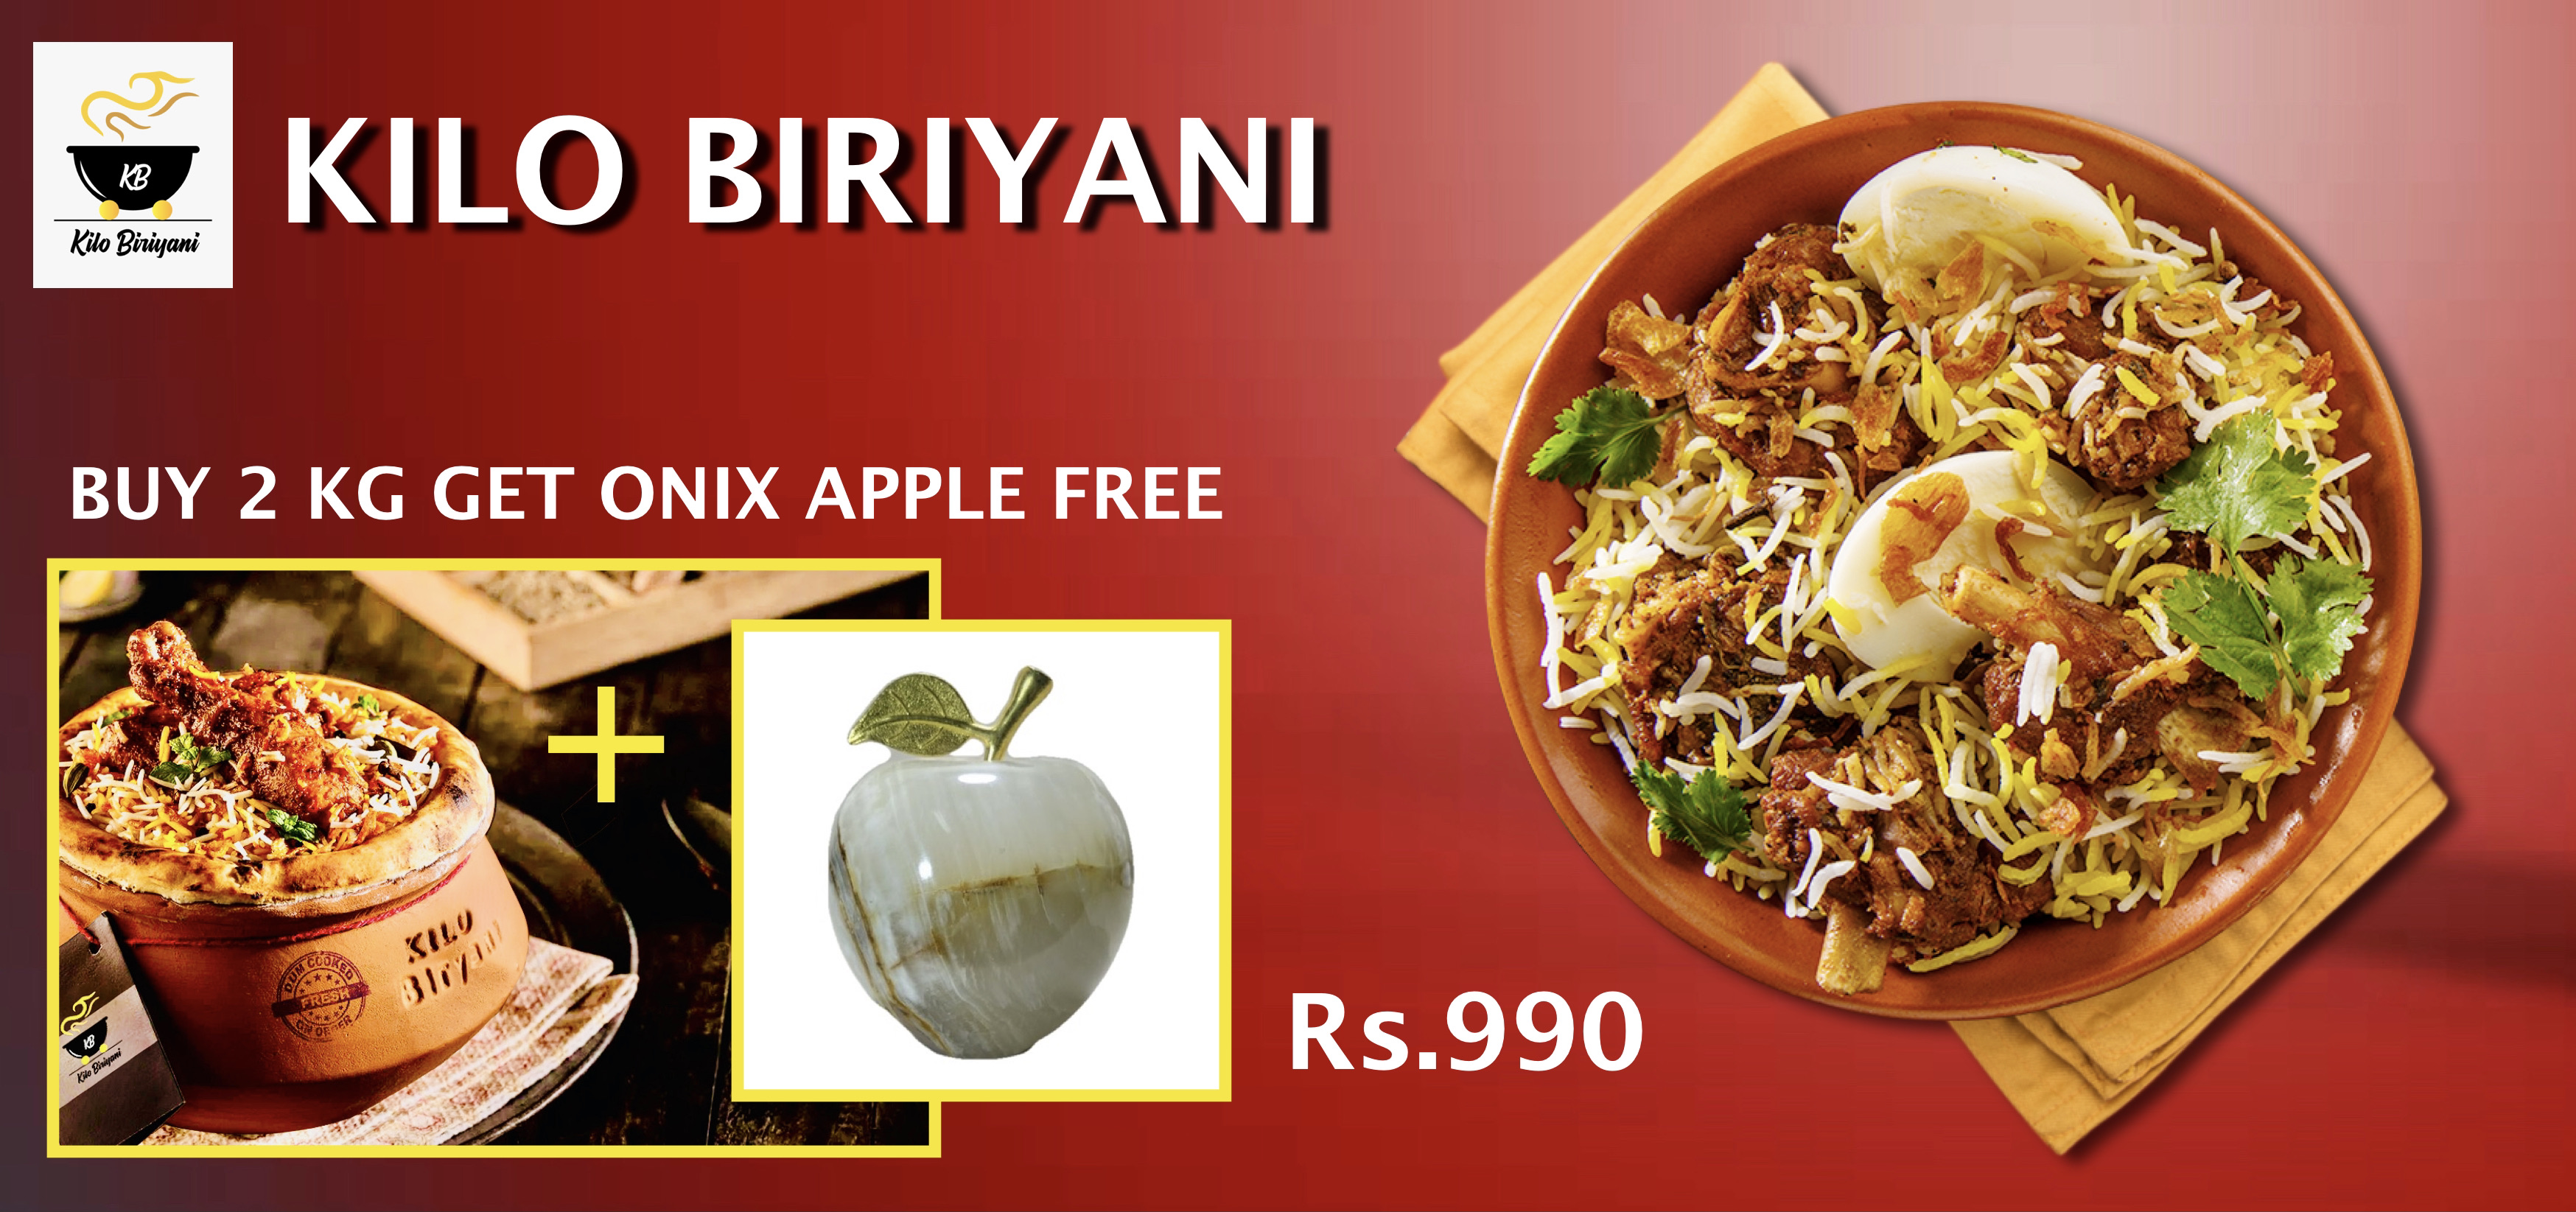 KB
Kilo Biriyani
KILO BIRIYANI
BUY 2 KG GET ONIX APPLE FREE
KILO
Biryani
DUM COOKED
FRESH
ON ORDER
KB
Kilo Biriyani
Rs.990